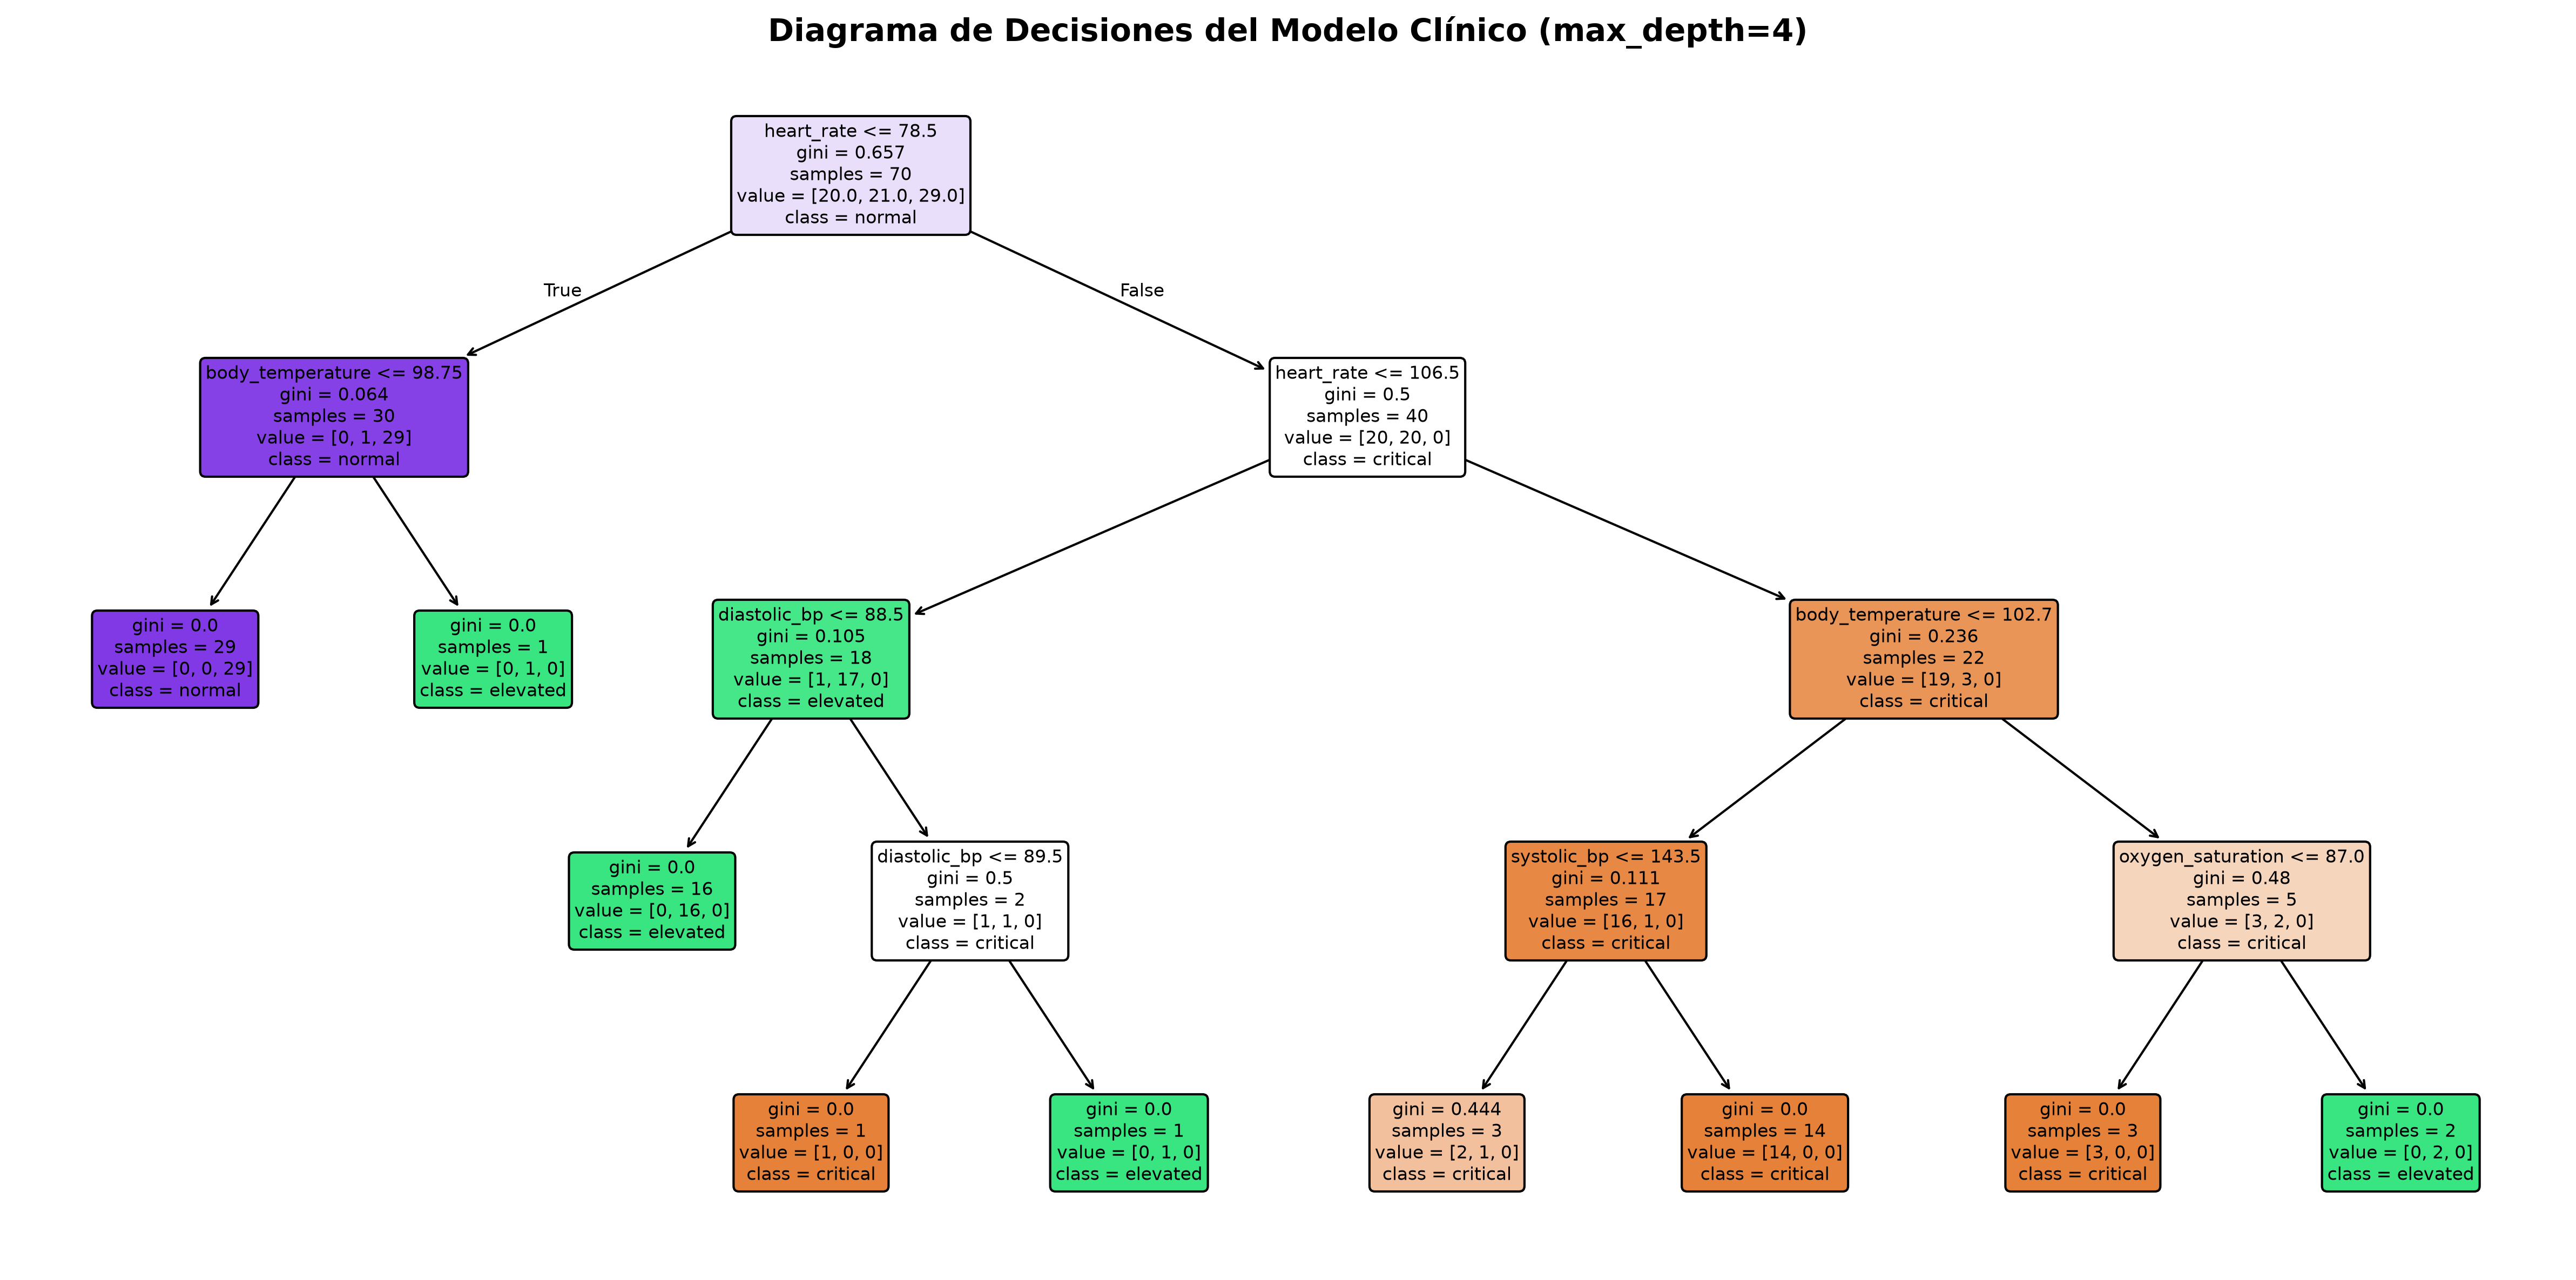 Diagrama de Decisiones del Modelo Clínico (max_depth=4)
heart_rate <= 78.5
gini = 0.657
samples = 70
value = [20.0, 21.0, 29.0]
class = normal
True
False
body_temperature <= 98.75
gini = 0.064
samples = 30
value = [0, 1, 29]
class = normal
heart_rate <= 106.5
gini = 0.5
samples = 40
value = [20, 20, 0]
class = critical
gini = 0.0
samples = 29
value = [0, 0, 29]
class = normal
gini = 0.0
samples = 1
value = [0, 1, 0]
class = elevated
diastolic_bp <= 88.5
gini = 0.105
samples = 18
value = [1, 17, 0]
class = elevated
body_temperature <= 102.7
gini = 0.236
samples = 22
value = [19, 3, 0]
class = critical
gini = 0.0
samples = 16
value = [0, 16, 0]
class = elevated
diastolic_bp <= 89.5
gini = 0.5
samples = 2
value = [1, 1, 0]
class = critical
systolic_bp <= 143.5
gini = 0.111
samples = 17
value = [16, 1, 0]
class = critical
oxygen_saturation <= 87.0
gini = 0.48
samples = 5
value = [3, 2, 0]
class = critical
gini = 0.0
samples = 1
value = [1, 0, 0]
class = critical
gini = 0.0
samples = 1
value = [0, 1, 0]
class = elevated
gini = 0.444
samples = 3
value = [2, 1, 0]
class = critical
gini = 0.0
samples = 14
value = [14, 0, 0]
class = critical
gini = 0.0
samples = 3
value = [3, 0, 0]
class = critical
gini = 0.0
samples = 2
value = [0, 2, 0]
class = elevated